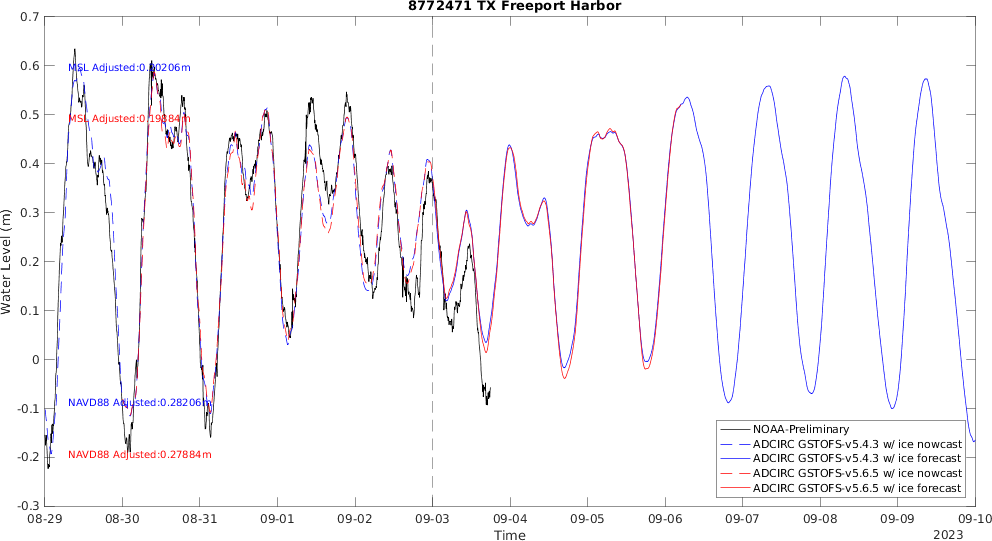 8772471 TX Freeport Harbor
Water Level (m)
0.7
0.6
0.5
0.4
0.3
0.2
0.1
0
-0.1
-0.2
-0.3
MSL Adjusted:0.20206m
MSL Adjusted:0.19884m
NAVD88 Adjusted:0.28206m
NAVD88 Adjusted:0.27884m
NOAA-Preliminary
ADCIRC GSTOFS-v5.4.3 w/ ice nowcast
ADCIRC GSTOFS-v5.4.3 w/ ice forecast
ADCIRC GSTOFS-v5.6.5 w/ ice nowcast
ADCIRC GSTOFS-v5.6.5 w/ ice forecast
08-29 08-30 08-31 09-01 09-02 09-03 09-04 09-05 09-06 09-07 09-08 09-09 09-10
Time
2023